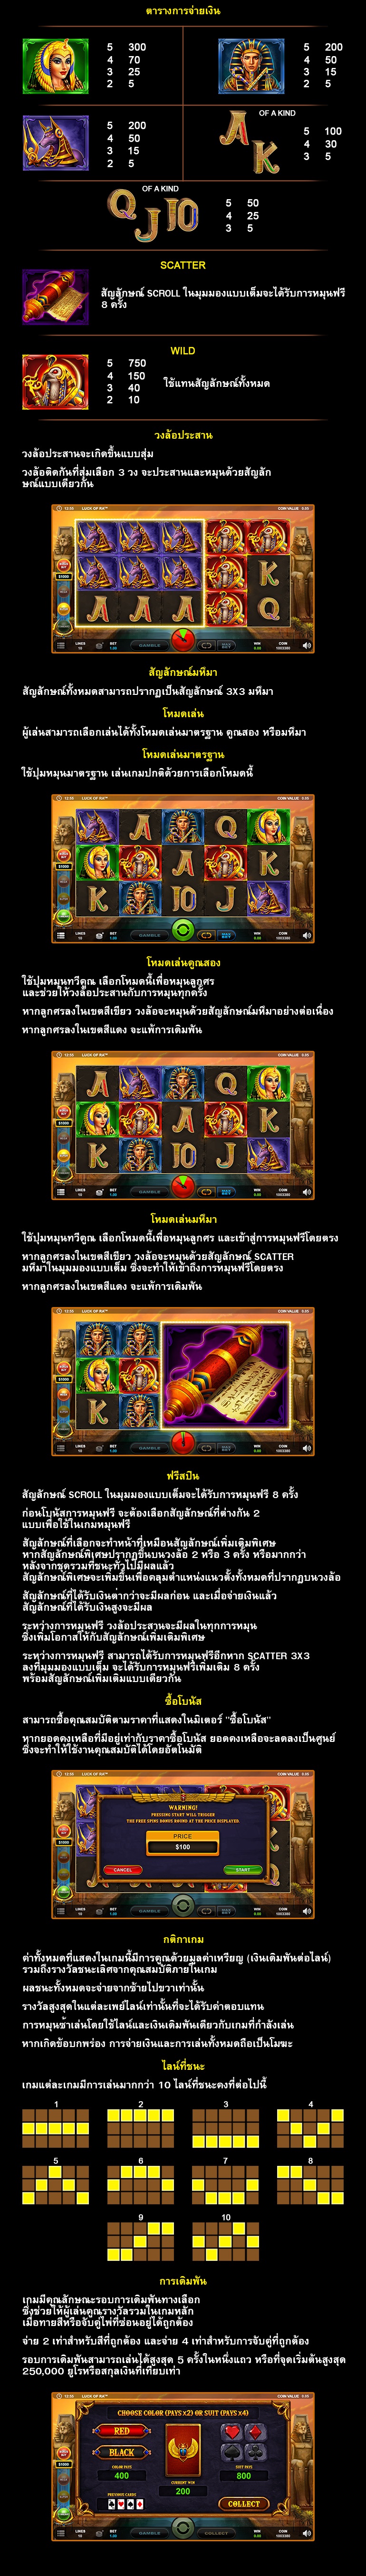 ตารางการจ่ายเงิน
5 300
4 70
3 25
2 5
5 200
4 50
3 15
2 5
5 200
4 50
3 15
2 5
OF A KIND
5 100
4 30
3 5
OF A KIND
5 50
4 25
3 5
SCATTER
สัญลักษณ์ SCROLL ในมุมมองแบบเต็มจะได้รับการหมุนฟรี
8 ครั้ง
WILD
5 750
4 150
3 40
2 10
ใช้แทนสัญลักษณ์ทั้งหมด
วงล้อประสาน
วงล้อประสานจะเกิดขึ้นแบบสุ่ม
วงล้อติดกันที่สุ่มเลือก 3 วง จะประสานและหมุนด้วยสัญลัก
ษณ์แบบเดียวกัน
สัญลักษณ์มหึมา
สัญลักษณ์ทั้งหมดสามารถปรากฏเป็นสัญลักษณ์ 3X3 มหึมา
โหมดเล่น
ผู้เล่นสามารถเลือกเล่นได้ทั้งโหมดเล่นมาตรฐาน คูณสอง หรือมหึมา
โหมดเล่นมาตรฐาน
ใช้ปุ่มหมุนมาตรฐาน เล่นเกมปกติด้วยการเลือกโหมดนี้
โหมดเล่นคูณสอง
ใช้ปุ่มหมุนทวีคูณ เลือกโหมดนี้เพื่อหมุนลูกศร
และช่วยให้วงล้อประสานกับการหมุนทุกครั้ง
หากลูกศรลงในเขตสีเขียว วงล้อจะหมุนด้วยสัญลักษณ์มหึมาอย่างต่อเนื่อง
หากลูกศรลงในเขตสีแดง จะแพ้การเดิมพัน
โหมดเล่นมหึมา
ใช้ปุ่มหมุนทวีคูณ เลือกโหมดนี้เพื่อหมุนลูกศร และเข้าสู่การหมุนฟรีโดยตรง
หากลูกศรลงในเขตสีเขียว วงล้อจะหมุนด้วยสัญลักษณ์ SCATTER
มหึมาในมุมมองแบบเต็ม ซึ่งจะทำให้เข้าถึงการหมุนฟรีโดยตรง
หากลูกศรลงในเขตสีแดง จะแพ้การเดิมพัน
ฟรีสปิน
สัญลักษณ์ SCROLL ในมุมมองแบบเต็มจะได้รับการหมุนฟรี 8 ครั้ง
ก่อนโบนัสการหมุนฟรี จะต้องเลือกสัญลักษณ์ที่ต่างกัน 2
แบบเพื่อใช้ในเกมหมุนฟรี
สัญลักษณ์ที่เลือกจะทำหน้าที่เหมือนสัญลักษณ์เพิ่มเติมพิเศษ
หากสัญลักษณ์พิเศษปรากฏขึ้นบนวงล้อ 2 หรือ 3 ครั้ง หรือมากกว่า
หลังจากชุดรวมที่ชนะทั่วไปมีผลแล้ว
สัญลักษณ์พิเศษจะเพิ่มขึ้นเพื่อคลุมตำแหน่งแนวตั้งทั้งหมดที่ปรากฏบนวงล้อ
สัญลักษณ์ที่ได้รับเงินต่ำกว่าจะมีผลก่อน และเมื่อจ่ายเงินแล้ว
สัญลักษณ์ที่ได้รับเงินสูงจะมีผล
ระหว่างการหมุนฟรี วงล้อประสานจะมีผลในทุกการหมุน
ซึ่งเพิ่มโอกาสให้กับสัญลักษณ์เพิ่มเติมพิเศษ
ระหว่างการหมุนฟรี สามารถได้รับการหมุนฟรีอีกหาก SCATTER 3X3
ลงที่มุมมองแบบเต็ม จะได้รับการหมุนฟรีเพิ่มเติม 8 ครั้ง
พร้อมสัญลักษณ์เพิ่มเติมแบบเดียวกัน
ซื้อโบนัส
สามารถซื้อคุณสมบัติตามราคาที่แสดงในมิเตอร์ "ซื้อโบนัส"
หากยอดคงเหลือที่มีอยู่เท่ากับราคาซื้อโบนัส ยอดคงเหลือจะลดลงเป็นศูนย์
ซึ่งจะทำให้ใช้งานคุณสมบัติได้โดยอัตโนมัติ
WARNING!
PRESSING START WILL TRIGGER
THE FREE SPINS BONUS ROUND AT THE PRICE DISPLAYED
PRICE
$100
CANCEL START
กติกาเกม
ค่าทั้งหมดที่แสดงในเกมนี้มีการคูณด้วยมูลค่าเหรียญ (เงินเดิมพันต่อไลน์)
รวมถึงรางวัลชนะเลิศจากคุณสมบัติภายในเกม
ผลชนะทั้งหมดจะจ่ายจากซ้ายไปขวาเท่านั้น
รางวัลสูงสุดในแต่ละเพย์ไลน์เท่านั้นที่จะได้รับค่าตอบแทน
การหมุนซ้ำเล่นโดยใช้ไลน์และเงินเดิมพันเดียวกับเกมที่กำลังเล่น
หากเกิดข้อบกพร่อง การจ่ายเงินและการเล่นทั้งหมดถือเป็นโมฆะ
ไลน์ที่ชนะ
เกมแต่ละเกมมีการเล่นมากกว่า 10 ไลน์ที่ชนะคงที่ต่อไปนี้
1 2 3 4
5 6 7 8
9 10
การเดิมพัน
เกมมีคุณลักษณะรอบการเดิมพันทางเลือก
ซึ่งช่วยให้ผู้เล่นคูณรางวัลรวมในเกมหลัก
เมื่อทายสีหรือจับคู่ไพ่ที่ซ่อนอยู่ได้ถูกต้อง
จ่าย 2 เท่าสำหรับสีที่ถูกต้อง และจ่าย 4 เท่าสำหรับการจับคู่ที่ถูกต้อง
รอบการเดิมพันสามารถเล่นได้สูงสุด 5 ครั้งในหนึ่งแถว หรือที่จุดเริ่มต้นสูงสุด
250,000 ยูโรหรือสกุลเงินที่เทียบเท่า
CHOOSE COLOR (PAYS X2) OR SUIT (PAYS X4)
RED
BLACK
COLOR PAYS
400
SUIT PAYS
800
CURRENT WIN
200
PREVIOUS CARDS
COLLECT